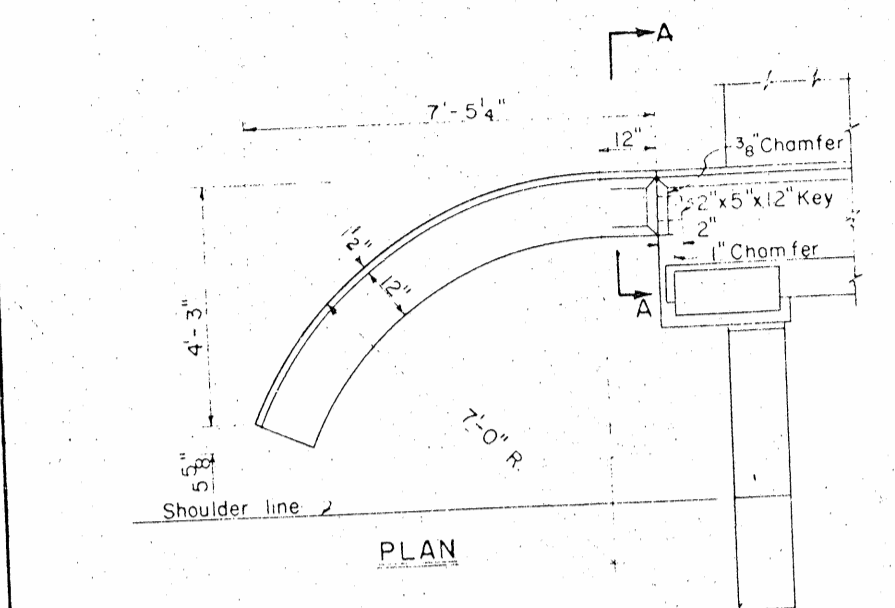 A
7'-5¼"
12"
⅜" Chamfer
2"x5"x12" Key
2"
1" Chamfer
1½"
12"
A
4'-3"
7'-0" R.
5⅝"
Shoulder line
PLAN